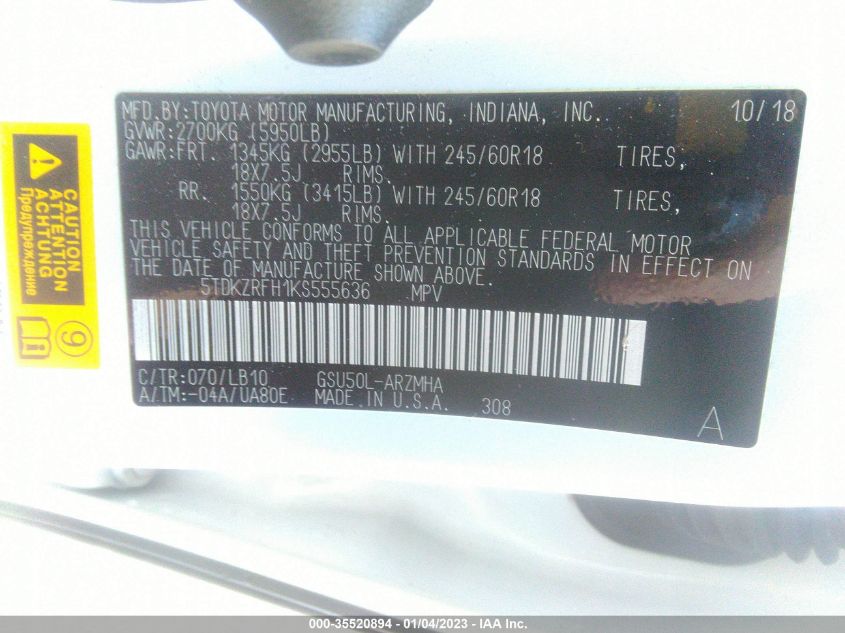 MFD.BY:TOYOTA MOTOR MANUFACTURING, INDIANA, INC. 10/18
GVWR:2700KG (5950LB)
GAWR:FRT. 1345KG (2955LB) WITH 245/60R18 TIRES,
18X7.5J RIMS.
RR. 1550KG (3415LB) WITH 245/60R18 TIRES,
18X7.5J RIMS.
THIS VEHICLE CONFORMS TO ALL APPLICABLE FEDERAL MOTOR
VEHICLE SAFETY AND THEFT PREVENTION STANDARDS IN EFFECT ON
THE DATE OF MANUFACTURE SHOWN ABOVE.
5TDKZRFH1KS555636 MPV
C/TR:070/LB10 GSU50L-ARZMHA
A/TM:-04A/UA80E MADE IN U.S.A. 308
A
CAUTION
ATTENTION
ACHTUNG
Предупреждение
9
000-35520894 - 01/04/2023 - IAA Inc.